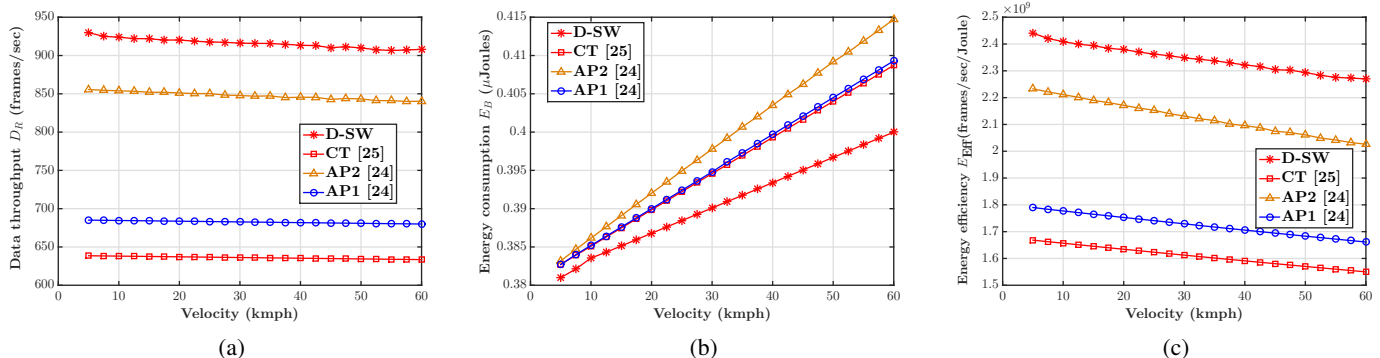 950
900
850
800
750
700
650
600
0 10 20 30 40 50 60
Data throughput D_R (frames/sec)
Velocity (kmph)
D-SW
CT [25]
AP2 [24]
AP1 [24]
(a)
0.415
0.41
0.405
0.4
0.395
0.39
0.385
0.38
0 10 20 30 40 50 60
Energy consumption E_B (μJoules)
Velocity (kmph)
D-SW
CT [25]
AP2 [24]
AP1 [24]
(b)
×10^9
2.5
2.4
2.3
2.2
2.1
2
1.9
1.8
1.7
1.6
1.5
0 10 20 30 40 50 60
Energy efficiency E_Eff(frames/sec/Joule)
Velocity (kmph)
D-SW
CT [25]
AP2 [24]
AP1 [24]
(c)